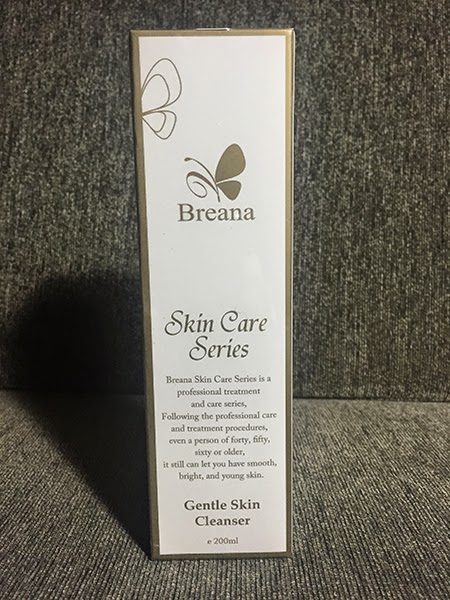 Breana
Skin Care
Series
Breana Skin Care Series is a
professional treatment
and care series,
Following the professional care
and treatment procedures,
even a person of forty, fifty,
sixty or older,
it still can let you have smooth,
bright, and young skin.
Gentle Skin
Cleanser
e 200ml